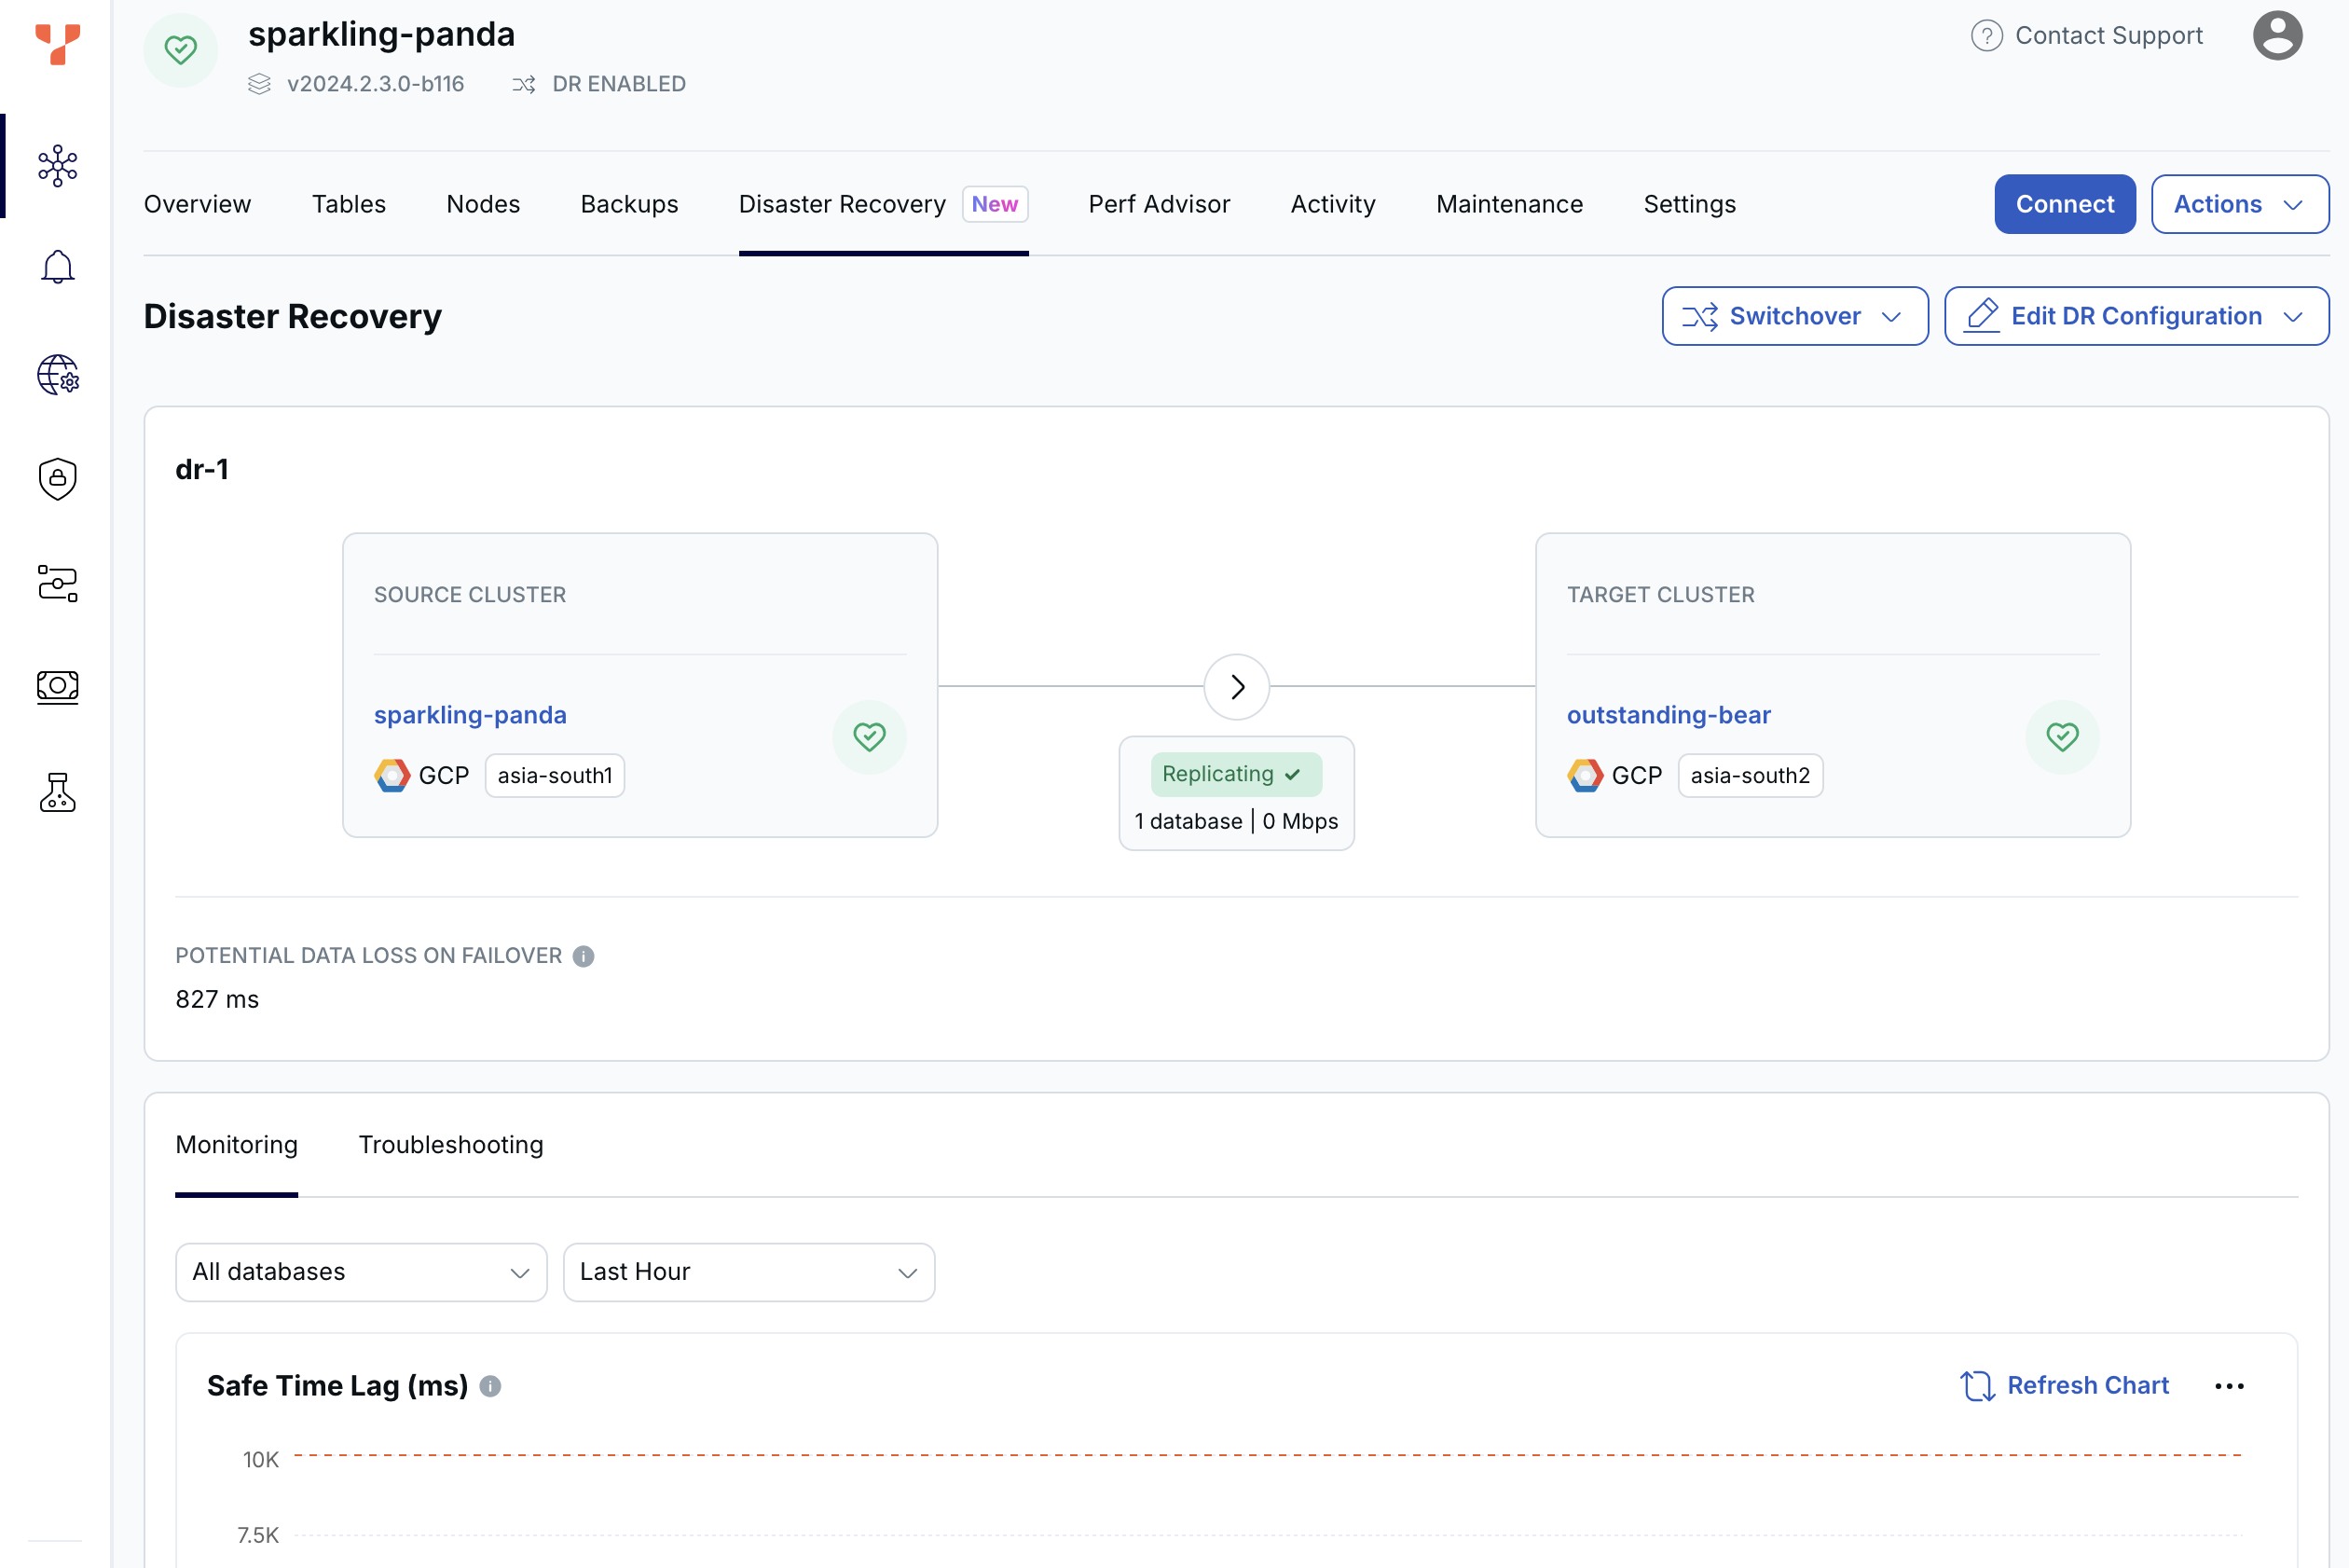 sparkling-panda
v2024.2.3.0-b116 DR ENABLED
? Contact Support
Overview Tables Nodes Backups Disaster Recovery New Perf Advisor Activity Maintenance Settings Connect Actions
Disaster Recovery
Switchover Edit DR Configuration
dr-1
SOURCE CLUSTER
sparkling-panda
GCP asia-south1
Replicating
1 database | 0 Mbps
TARGET CLUSTER
outstanding-bear
GCP asia-south2
POTENTIAL DATA LOSS ON FAILOVER i
827 ms
Monitoring Troubleshooting
All databases Last Hour
Safe Time Lag (ms) i Refresh Chart
10K
7.5K